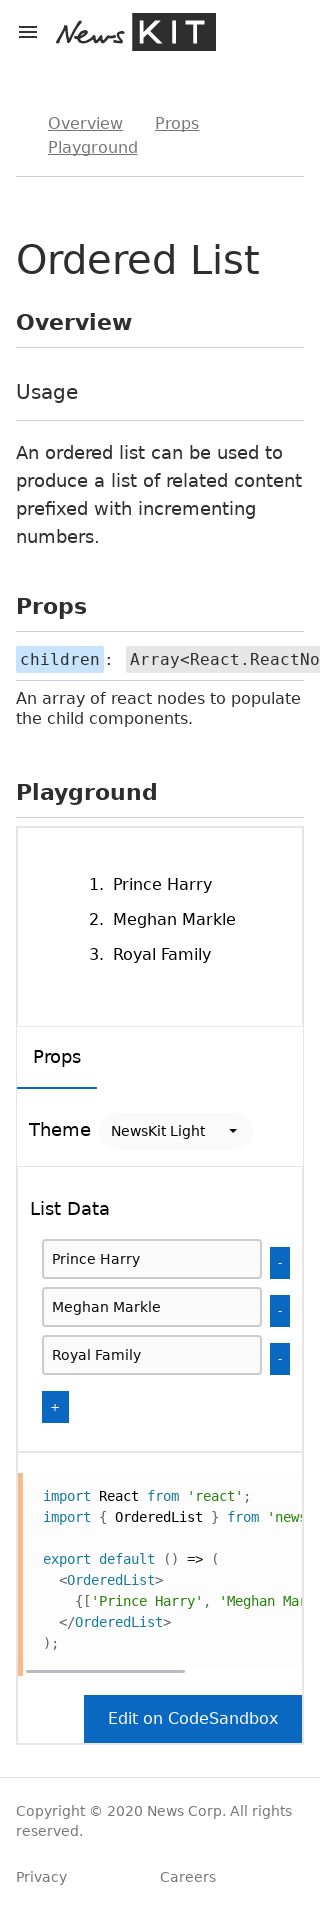 News KIT
Overview Props
Playground
Ordered List
Overview
Usage
An ordered list can be used to
produce a list of related content
prefixed with incrementing
numbers.
Props
children : Array<React.ReactNo
An array of react nodes to populate
the child components.
Playground
1. Prince Harry
2. Meghan Markle
3. Royal Family
Props
Theme NewsKit Light
List Data
Prince Harry -
Meghan Markle -
Royal Family -
+
import React from 'react';
import { OrderedList } from 'news
export default () => (
<OrderedList>
{['Prince Harry', 'Meghan Mar
</OrderedList>
);
Edit on CodeSandbox
Copyright © 2020 News Corp. All rights
reserved.
Privacy Careers